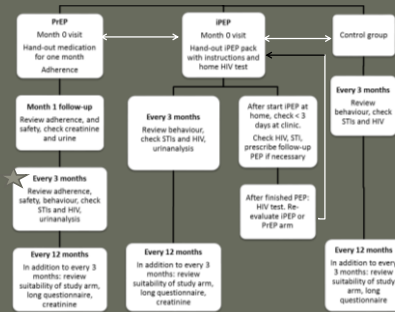 PrEP
Month 0 visit
Hand-out medication
for one month
Adherence
iPEP
Month 0 visit
Hand-out iPEP pack
with instructions and
home HIV test
Control group
Month 1 follow-up
Review adherence, and
safety, check creatinine
and urine
Every 3 months
Review adherence,
safety, behaviour, check
STIs and HIV,
urinanalysis
Every 12 months
In addition to every 3
months: review
suitability of study arm,
long questionnaire,
creatinine
Every 3 months
Review behaviour,
check STIs and HIV,
urinanalysis
Every 12 months
In addition to every 3
months: review
suitability of study
arm, long
questionnaire,
creatinine
After start iPEP at
home, check < 3
days at clinic.
Check HIV, STI,
prescribe follow-up
PEP if necessary
After finished PEP:
HIV test. Re-
evaluate iPEP or
PrEP arm
Every 3 months
Review
behaviour, check
STIs and HIV
Every 12 months
In addition to every
3 months: review
suitability of study
arm, long
questionnaire